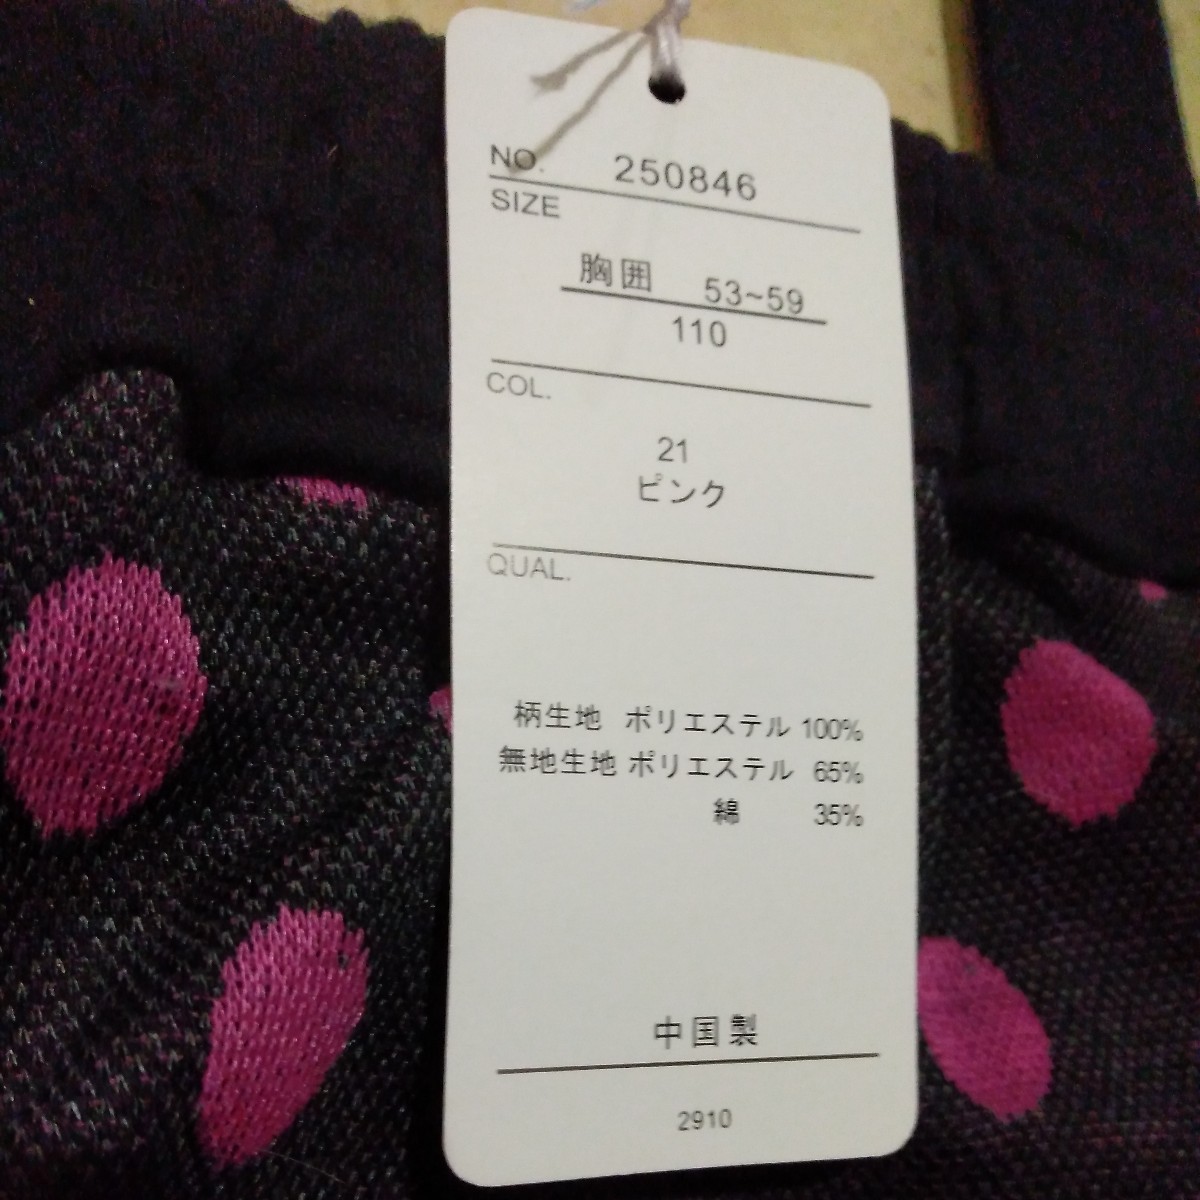 NO. 250846
SIZE
胸囲 53~59
110
COL.
21
ピンク
QUAL.
柄生地 ポリエステル 100%
無地生地 ポリエステル 65%
綿 35%
中国製
2910